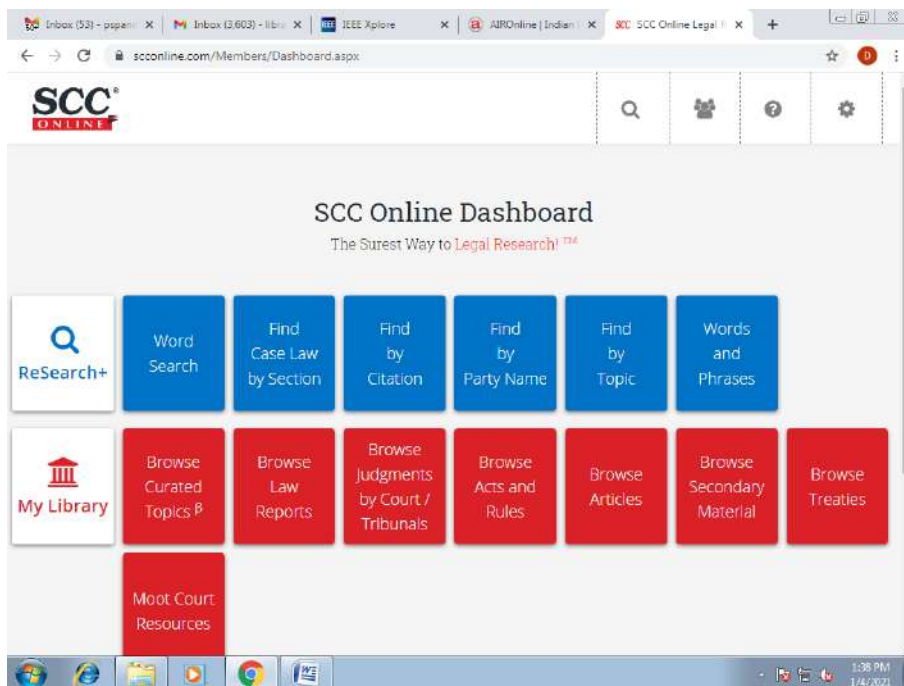 Inbox (53) - pspan
Inbox (3,603) - libr
IEEE Xplore
AIROnline | Indian
SCC Online Legal R
scconline.com/Members/Dashboard.aspx
D
SCC®
ONLINE
SCC Online Dashboard
The Surest Way to Legal Research! ™
ReSearch+
Word
Search
Find
Case Law
by Section
Find
by
Citation
Find
by
Party Name
Find
by
Topic
Words
and
Phrases
My Library
Browse
Curated
Topics β
Browse
Law
Reports
Browse
Judgments
by Court /
Tribunals
Browse
Acts and
Rules
Browse
Articles
Browse
Secondary
Material
Browse
Treaties
Moot Court
Resources
1:38 PM
1/4/2021